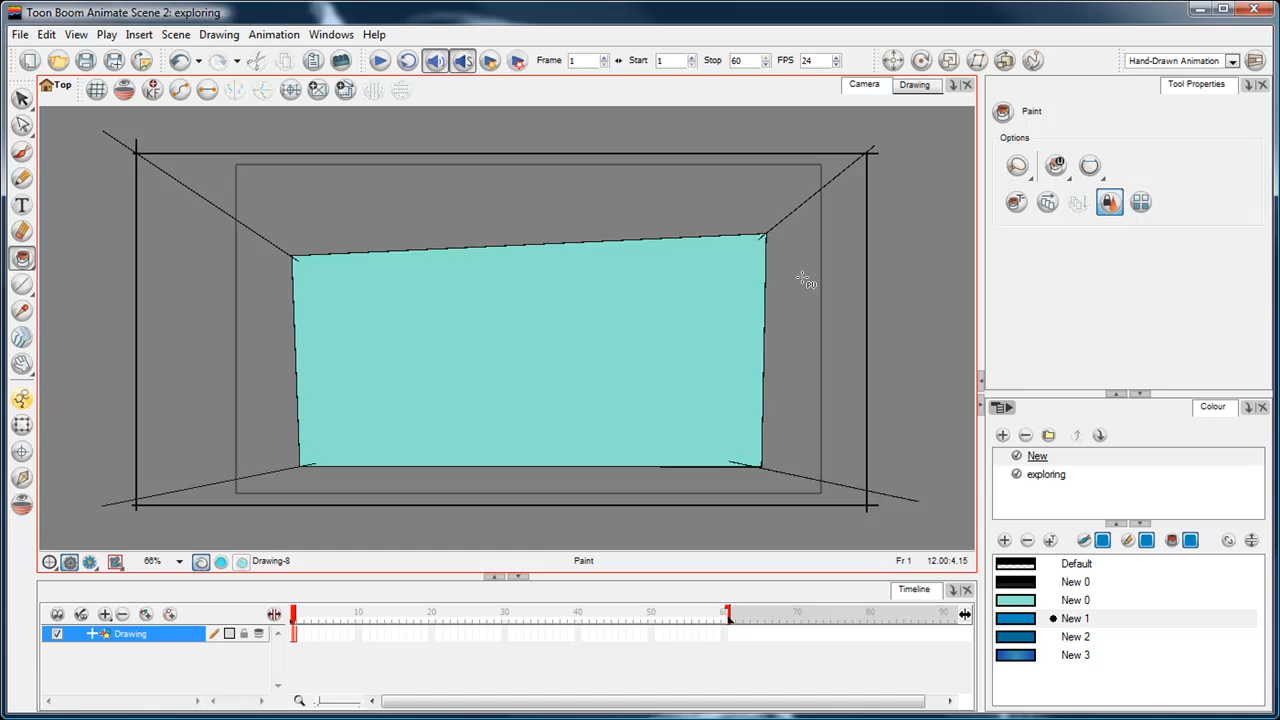 Toon Boom Animate Scene 2: exploring
File Edit View Play Insert Scene Drawing Animation Windows Help
Frame 1 Start 1 Stop 60 FPS 24 Hand-Drawn Animation
Top Camera Drawing Tool Properties
Paint
Options
PU
Colour
New
exploring
Default
New 0
New 0
New 1
New 2
New 3
66% Drawing-8 Paint Fr 1 12.00:4.15
Timeline
10 20 30 40 50 60 70 80 90
Drawing